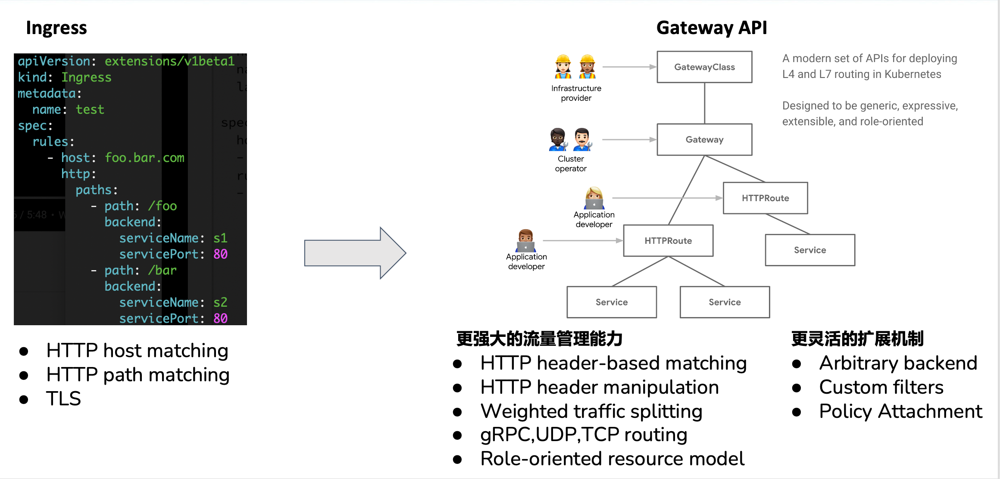 Ingress
apiVersion: extensions/v1beta1
kind: Ingress
metadata:
name: test
spec:
rules:
- host: foo.bar.com
http:
paths:
- path: /foo
backend:
serviceName: s1
servicePort: 80
- path: /bar
backend:
serviceName: s2
servicePort: 80
/ 5:48 •
● HTTP host matching
● HTTP path matching
● TLS
Gateway API
GatewayClass
Infrastructure
provider
A modern set of APIs for deploying
L4 and L7 routing in Kubernetes
Designed to be generic, expressive,
extensible, and role-oriented
Gateway
Cluster
operator
HTTPRoute
Application
developer
HTTPRoute
Application
developer
Service
Service
Service
更强大的流量管理能力
● HTTP header-based matching
● HTTP header manipulation
● Weighted traffic splitting
● gRPC,UDP,TCP routing
● Role-oriented resource model
更灵活的扩展机制
● Arbitrary backend
● Custom filters
● Policy Attachment